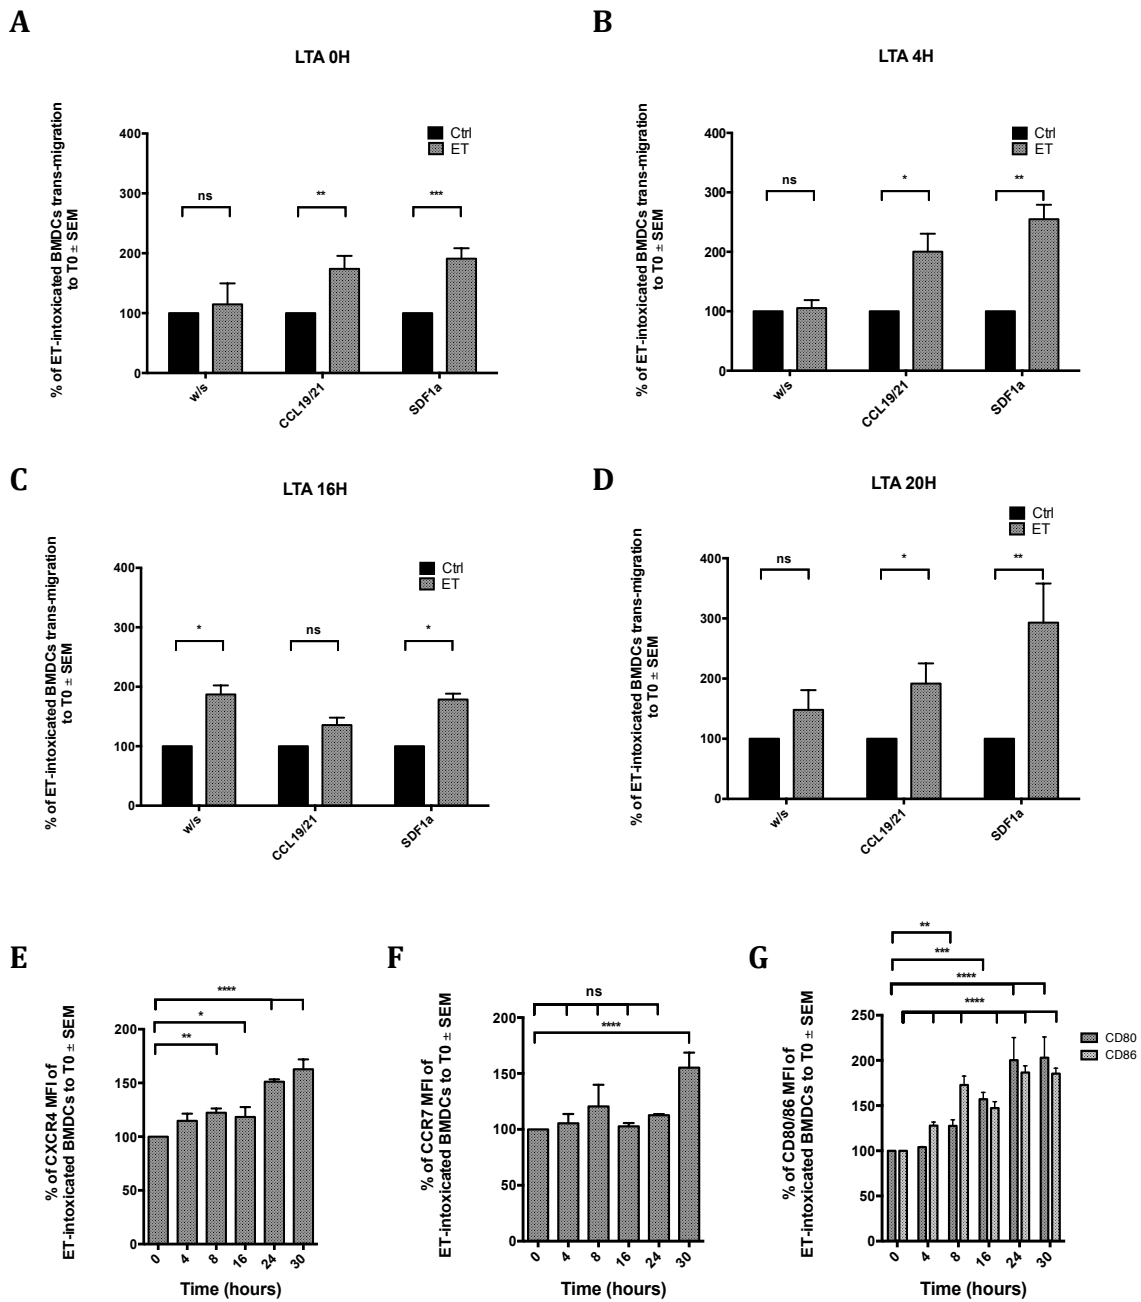 A
LTA 0H
% of ET-intoxicated BMDCs trans-migration
to T0 ± SEM
400
300
200
100
0
Ctrl
ET
ns
**
***
w/s
CCL19/21
SDF1a
B
LTA 4H
% of ET-intoxicated BMDCs trans-migration
to T0 ± SEM
400
300
200
100
0
Ctrl
ET
ns
*
**
w/s
CCL19/21
SDF1a
C
LTA 16H
% of ET-intoxicated BMDCs trans-migration
to T0 ± SEM
400
300
200
100
0
Ctrl
ET
*
ns
*
w/s
CCL19/21
SDF1a
D
LTA 20H
% of ET-intoxicated BMDCs trans-migration
to T0 ± SEM
400
300
200
100
0
Ctrl
ET
ns
*
**
w/s
CCL19/21
SDF1a
E
% of CXCR4 MFI of
ET-intoxicated BMDCs to T0 ± SEM
200
150
100
50
0
****
*
**
0 4 8 16 24 30
Time (hours)
F
% of CCR7 MFI of
ET-intoxicated BMDCs to T0 ± SEM
200
150
100
50
0
ns
****
0 4 8 16 24 30
Time (hours)
G
% of CD80/86 MFI of
ET-intoxicated BMDCs to T0 ± SEM
250
200
150
100
50
0
**
***
****
****
CD80
CD86
0 4 8 16 24 30
Time (hours)